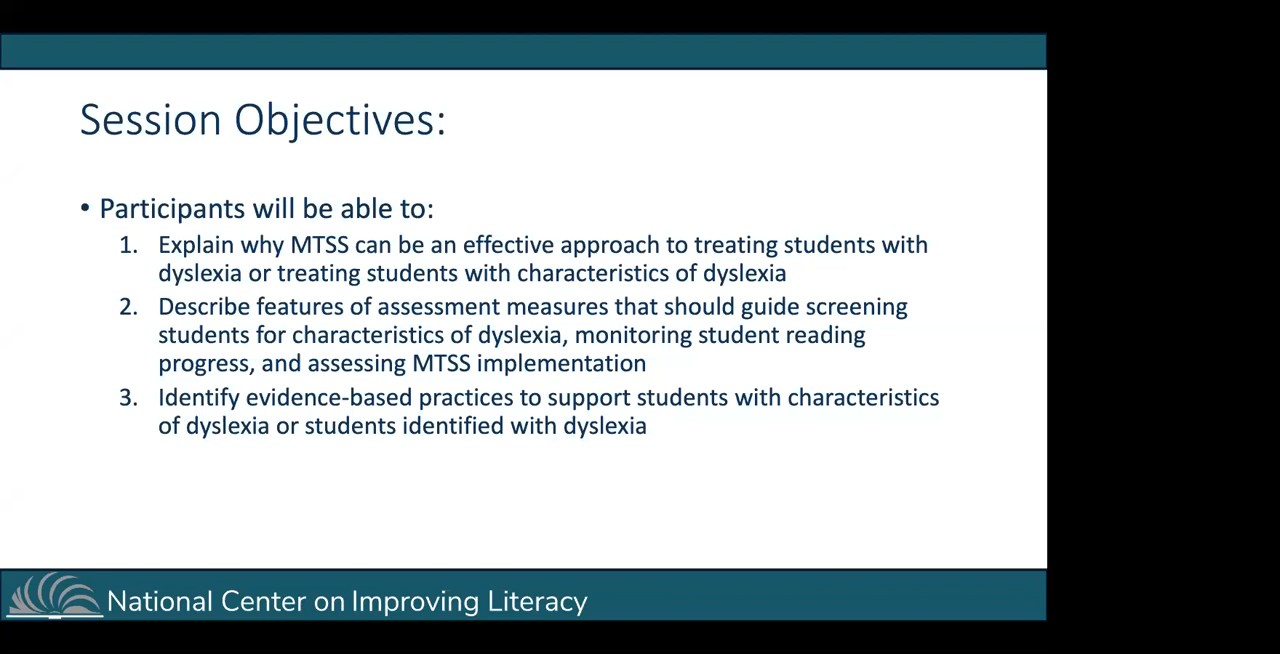 Session Objectives:
• Participants will be able to:
1. Explain why MTSS can be an effective approach to treating students with
dyslexia or treating students with characteristics of dyslexia
2. Describe features of assessment measures that should guide screening
students for characteristics of dyslexia, monitoring student reading
progress, and assessing MTSS implementation
3. Identify evidence-based practices to support students with characteristics
of dyslexia or students identified with dyslexia
National Center on Improving Literacy